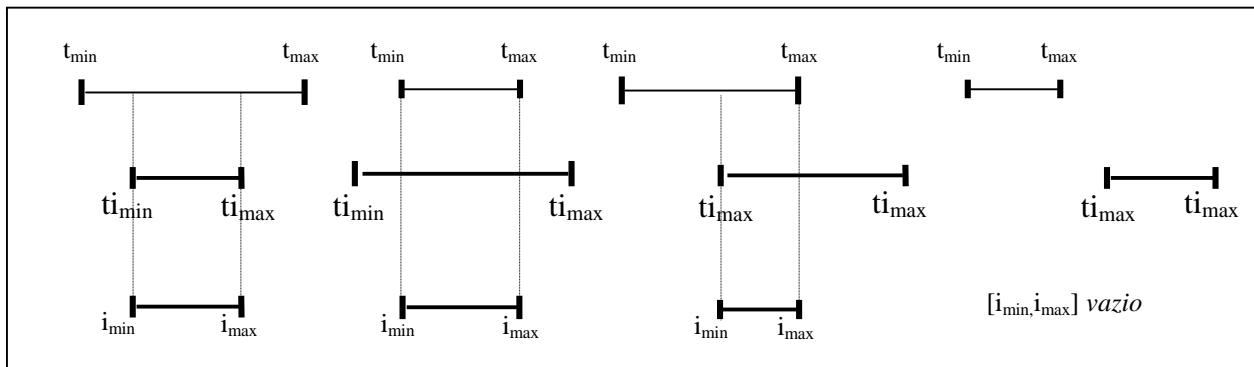 t_min t_max t_min t_max t_min t_max t_min t_max
ti_min ti_max ti_min ti_max ti_max ti_max ti_max ti_max
i_min i_max i_min i_max i_min i_max [i_min,i_max] vazio